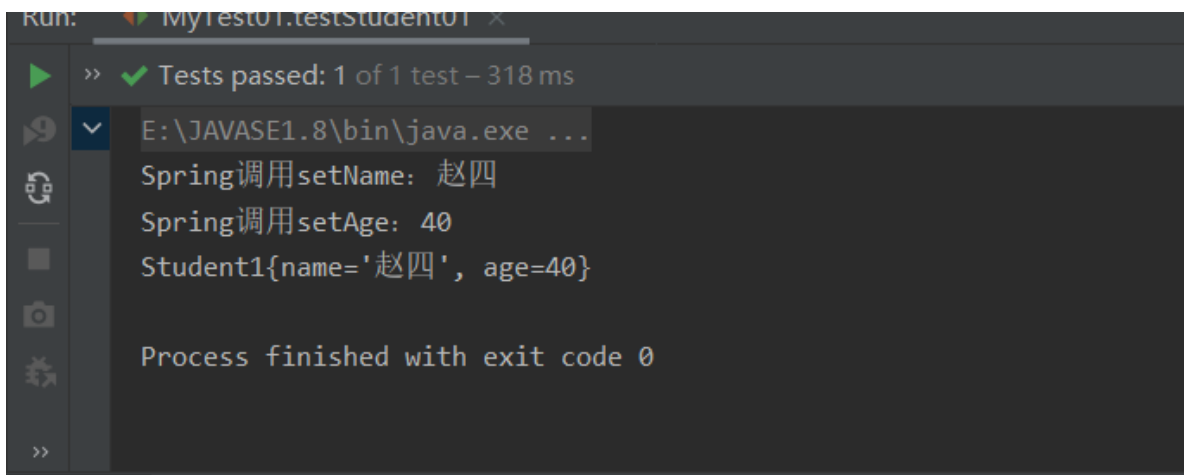 Run: MyTest01.testStudent01 ×
» Tests passed: 1 of 1 test – 318 ms
E:\JAVASE1.8\bin\java.exe ...
Spring调用setName：赵四
Spring调用setAge：40
Student1{name='赵四', age=40}
Process finished with exit code 0
»